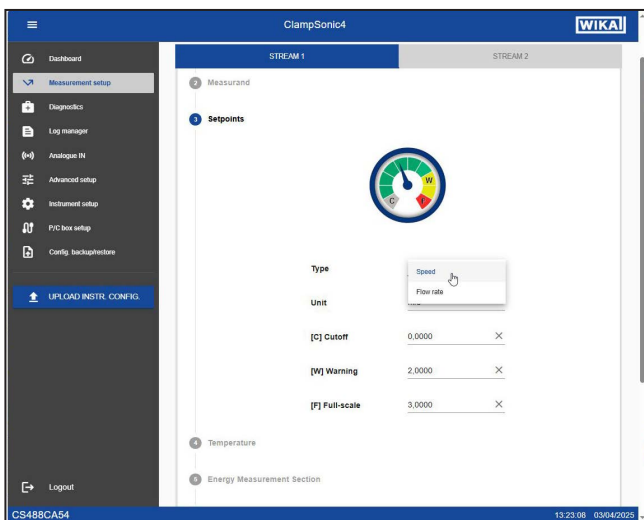 ClampSonic4
WIKAI
Dashboard
Measurement setup
Diagnostics
Log manager
Analogue IN
Advanced setup
Instrument setup
P/C box setup
Config. backup/restore
UPLOAD INSTR. CONFIG.
Logout
STREAM 1 STREAM 2
2 Measurand
3 Setpoints
W
C F
Type Speed
Flow rate
Unit
[C] Cutoff 0,0000
[W] Warning 2,0000
[F] Full-scale 3,0000
4 Temperature
5 Energy Measurement Section
CS488CA54 13:23:08 03/04/2025